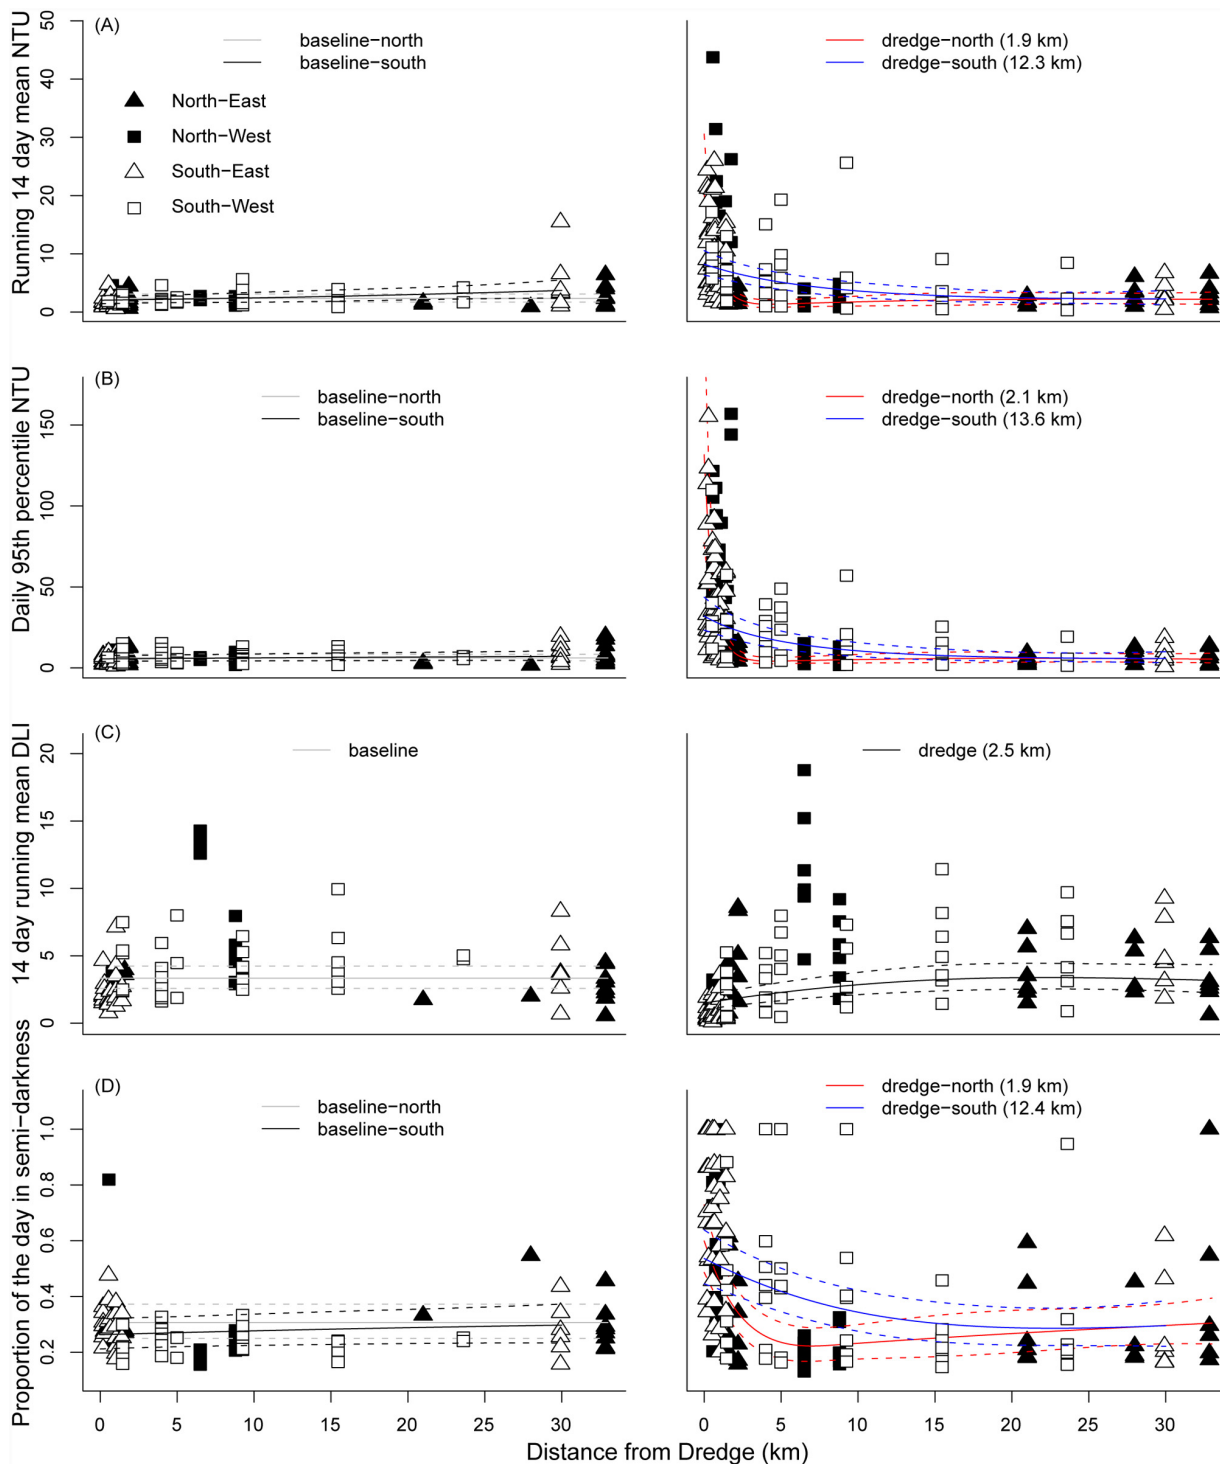 (A)
Running 14 day mean NTU
50
40
30
20
10
0
baseline−north
baseline−south
North−East
North−West
South−East
South−West
dredge−north (1.9 km)
dredge−south (12.3 km)
(B)
Daily 95th percentile NTU
150
100
50
0
baseline−north
baseline−south
dredge−north (2.1 km)
dredge−south (13.6 km)
(C)
14 day running mean DLI
20
15
10
5
0
baseline
dredge (2.5 km)
(D)
Proportion of the day in semi−darkness
1.0
0.8
0.6
0.4
0.2
baseline−north
baseline−south
dredge−north (1.9 km)
dredge−south (12.4 km)
0 5 10 15 20 25 30
0 5 10 15 20 25 30
Distance from Dredge (km)